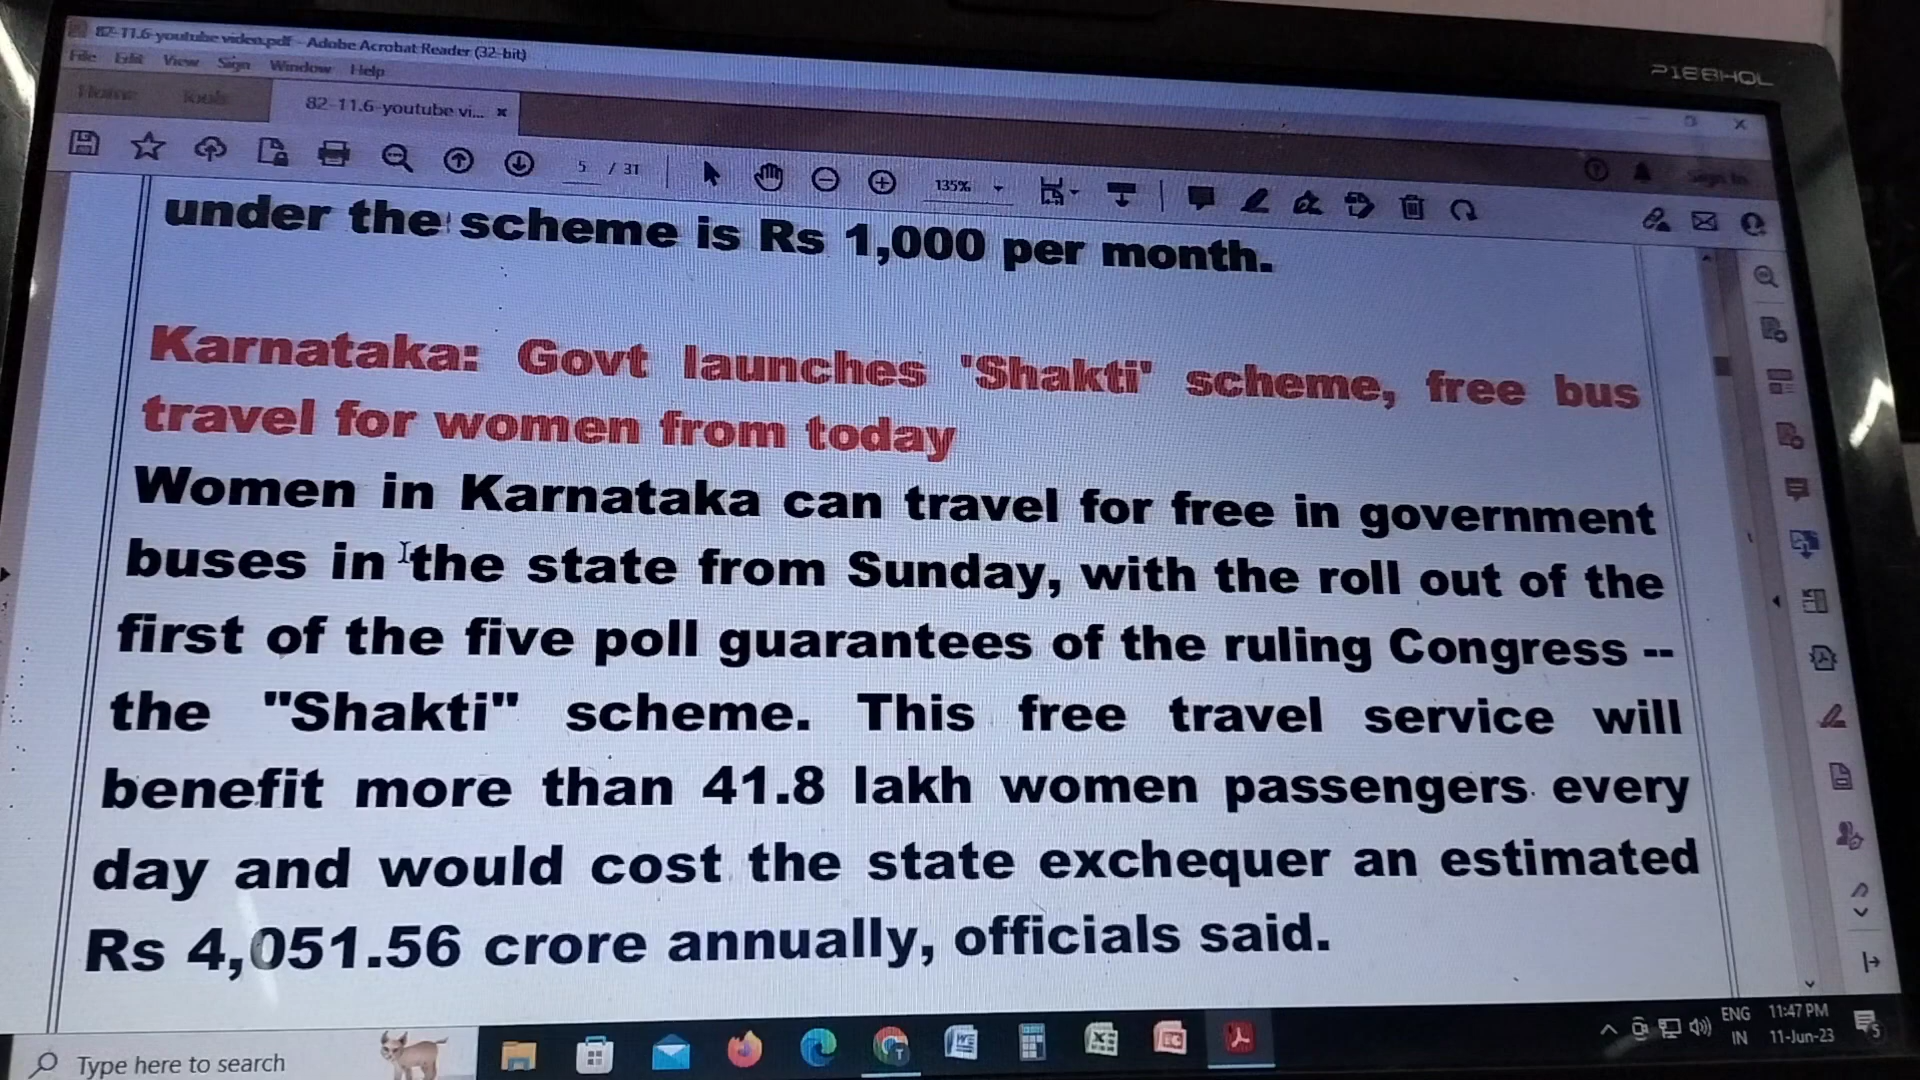 82-11.6-youtube video.pdf - Adobe Acrobat Reader (32-bit)
File Edit View Sign Window Help
PIEBHOL
Home Tools 82-11.6-youtube vi... x
5 / 31 135%
Sign In
under the scheme is Rs 1,000 per month.
Karnataka: Govt launches 'Shakti' scheme, free bus
travel for women from today
Women in Karnataka can travel for free in government
buses in the state from Sunday, with the roll out of the
first of the five poll guarantees of the ruling Congress --
the "Shakti" scheme. This free travel service will
benefit more than 41.8 lakh women passengers every
day and would cost the state exchequer an estimated
Rs 4,051.56 crore annually, officials said.
Type here to search
ENG 11:47 PM
IN 11-Jun-23
5